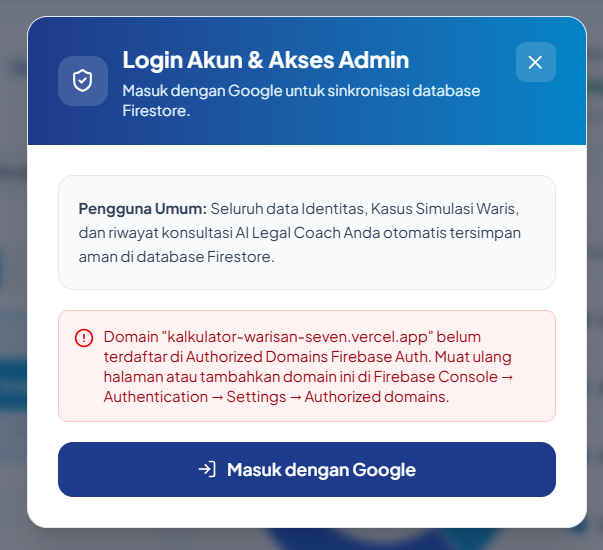 Login Akun & Akses Admin
Masuk dengan Google untuk sinkronisasi database
Firestore.
Pengguna Umum: Seluruh data Identitas, Kasus Simulasi Waris,
dan riwayat konsultasi AI Legal Coach Anda otomatis tersimpan
aman di database Firestore.
Domain "kalkulator-warisan-seven.vercel.app" belum
terdaftar di Authorized Domains Firebase Auth. Muat ulang
halaman atau tambahkan domain ini di Firebase Console →
Authentication → Settings → Authorized domains.
Masuk dengan Google